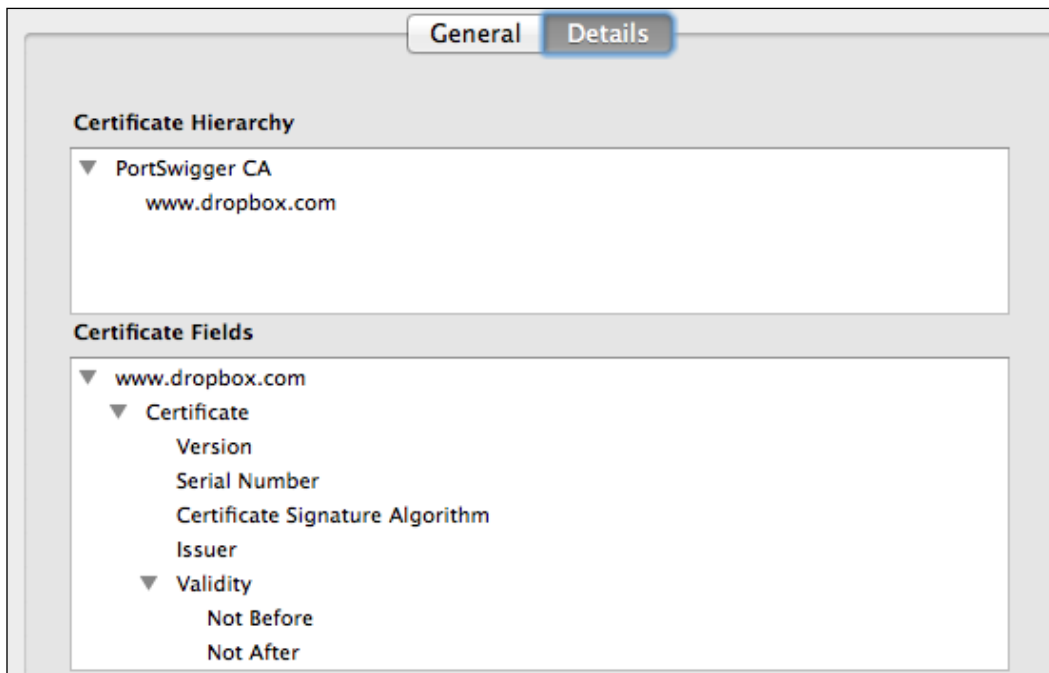 General Details
Certificate Hierarchy
PortSwigger CA
www.dropbox.com
Certificate Fields
www.dropbox.com
Certificate
Version
Serial Number
Certificate Signature Algorithm
Issuer
Validity
Not Before
Not After